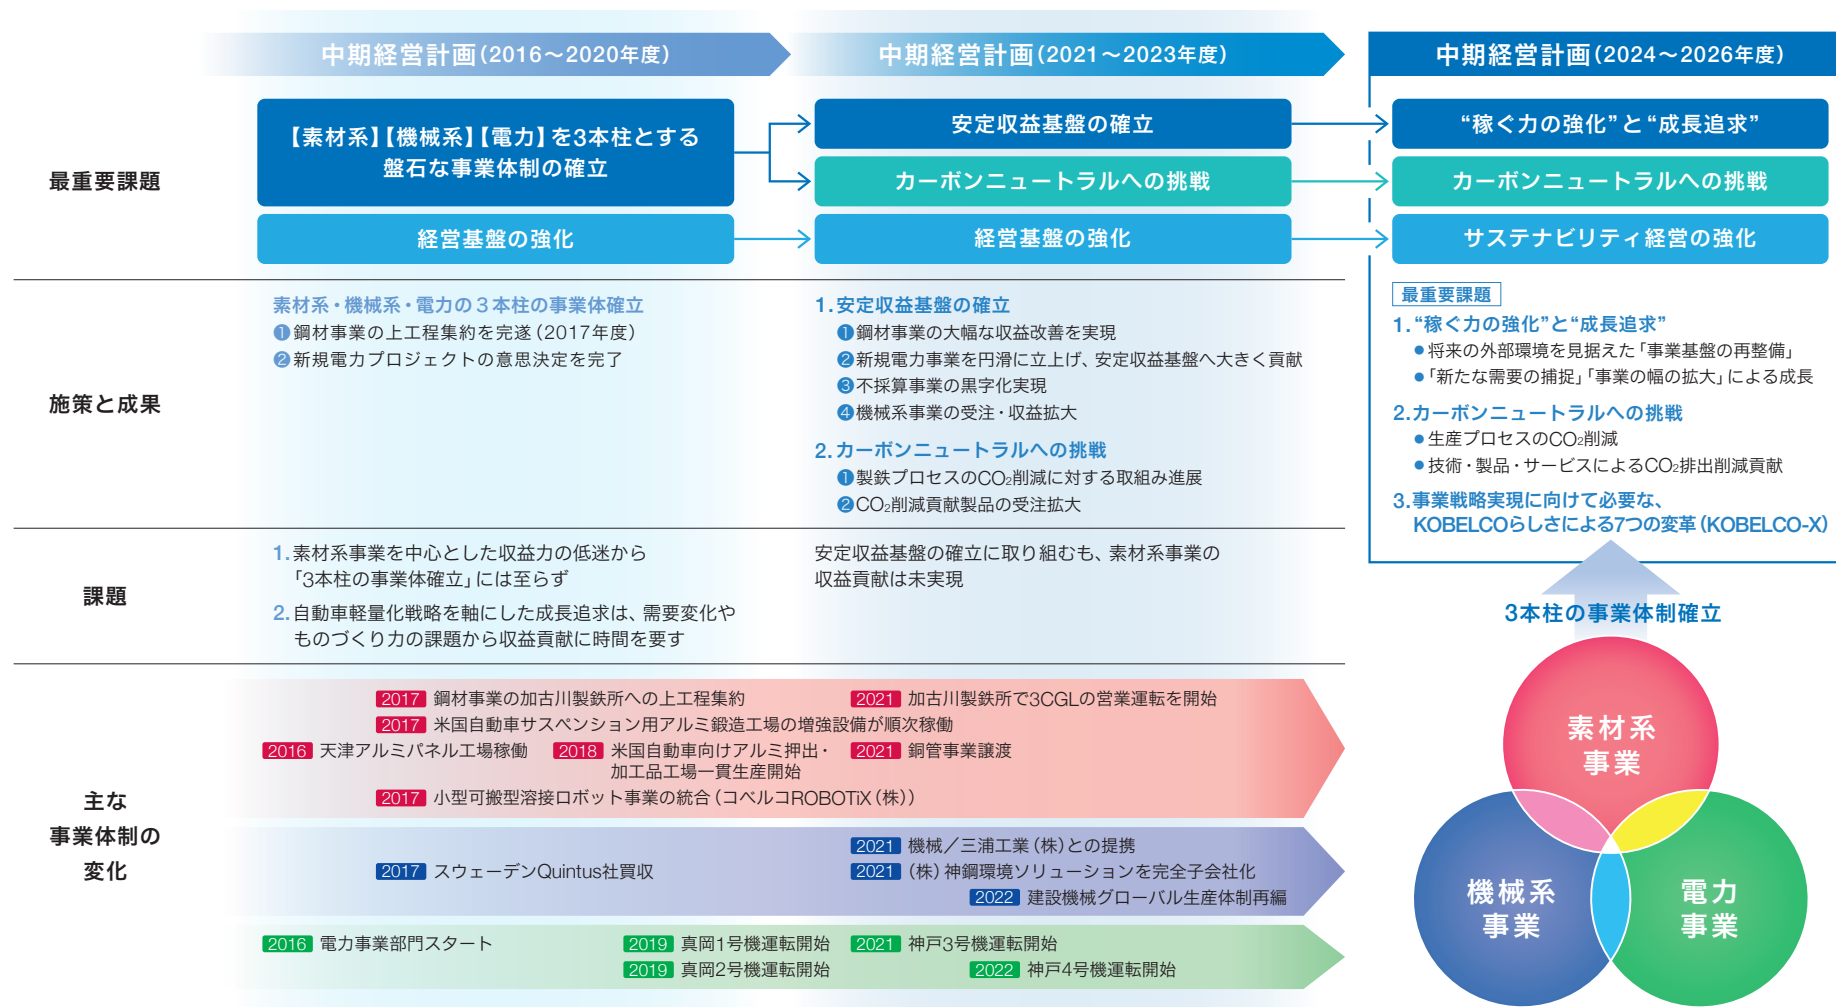 中期経営計画(2016～2020年度)
中期経営計画(2021～2023年度)
中期経営計画(2024～2026年度)
最重要課題
【素材系】【機械系】【電力】を3本柱とする
盤石な事業体制の確立
経営基盤の強化
安定収益基盤の確立
カーボンニュートラルへの挑戦
経営基盤の強化
“稼ぐ力の強化”と“成長追求”
カーボンニュートラルへの挑戦
サステナビリティ経営の強化
施策と成果
素材系・機械系・電力の３本柱の事業体確立
❶鋼材事業の上工程集約を完遂（2017年度）
❷新規電力プロジェクトの意思決定を完了
1.安定収益基盤の確立
❶鋼材事業の大幅な収益改善を実現
❷新規電力事業を円滑に立上げ、安定収益基盤へ大きく貢献
❸不採算事業の黒字化実現
❹機械系事業の受注・収益拡大
2.カーボンニュートラルへの挑戦
❶製鉄プロセスのCO₂削減に対する取組み進展
❷CO₂削減貢献製品の受注拡大
最重要課題
1.“稼ぐ力の強化”と“成長追求”
●将来の外部環境を見据えた「事業基盤の再整備」
●「新たな需要の捕捉」「事業の幅の拡大」による成長
2.カーボンニュートラルへの挑戦
●生産プロセスのCO₂削減
●技術・製品・サービスによるCO₂排出削減貢献
3.事業戦略実現に向けて必要な、
KOBELCOらしさによる7つの変革（KOBELCO-X）
課題
1.素材系事業を中心とした収益力の低迷から
「3本柱の事業体確立」には至らず
2.自動車軽量化戦略を軸にした成長追求は、需要変化や
ものづくり力の課題から収益貢献に時間を要す
安定収益基盤の確立に取り組むも、素材系事業の
収益貢献は未実現
3本柱の事業体制確立
素材系
事業
機械系
事業
電力
事業
主な
事業体制の
変化
2017 鋼材事業の加古川製鉄所への上工程集約
2021 加古川製鉄所で3CGLの営業運転を開始
2017 米国自動車サスペンション用アルミ鍛造工場の増強設備が順次稼働
2016 天津アルミパネル工場稼働
2018 米国自動車向けアルミ押出・
加工品工場一貫生産開始
2021 銅管事業譲渡
2017 小型可搬型溶接ロボット事業の統合（コベルコROBOTiX（株））
2021 機械／三浦工業（株）との提携
2017 スウェーデンQuintus社買収
2021 （株）神鋼環境ソリューションを完全子会社化
2022 建設機械グローバル生産体制再編
2016 電力事業部門スタート
2019 真岡1号機運転開始
2021 神戸3号機運転開始
2019 真岡2号機運転開始
2022 神戸4号機運転開始